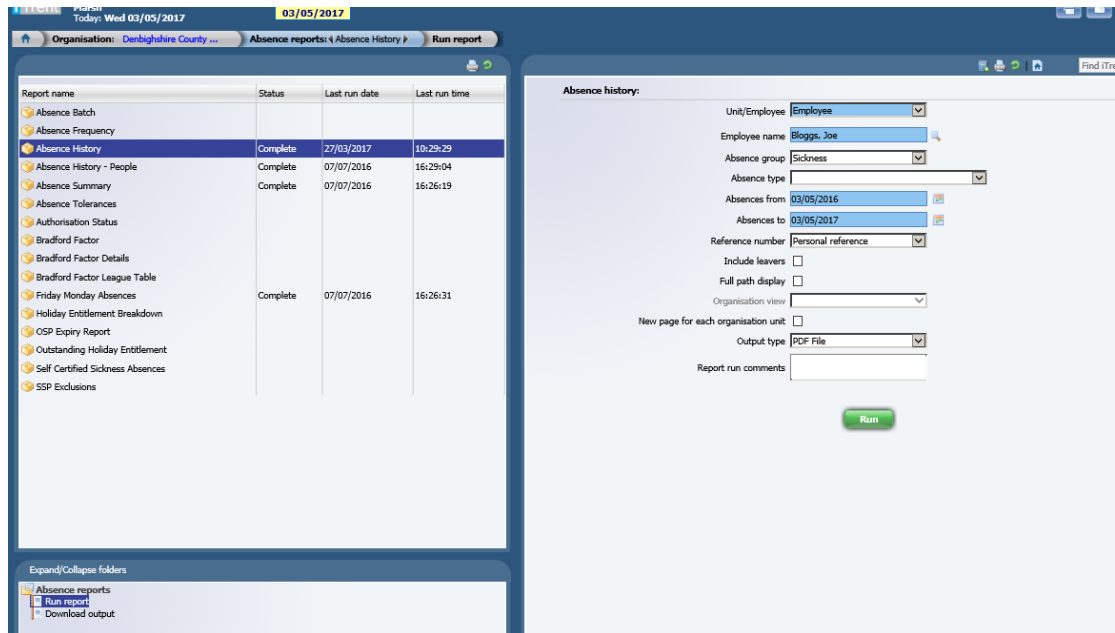 Today: Wed 03/05/2017
03/05/2017
Organisation: Denbighshire County ...
Absence reports: Absence History
Run report
Find iTre
Report name Status Last run date Last run time
Absence Batch
Absence Frequency
Absence History Complete 27/03/2017 10:29:29
Absence History - People Complete 07/07/2016 16:29:04
Absence Summary Complete 07/07/2016 16:26:19
Absence Tolerances
Authorisation Status
Bradford Factor
Bradford Factor Details
Bradford Factor League Table
Friday Monday Absences Complete 07/07/2016 16:26:31
Holiday Entitlement Breakdown
OSP Expiry Report
Outstanding Holiday Entitlement
Self Certified Sickness Absences
SSP Exclusions
Expand/Collapse folders
Absence reports
Run report
Download output
Absence history:
Unit/Employee Employee
Employee name Bloggs, Joe
Absence group Sickness
Absence type
Absences from 03/05/2016
Absences to 03/05/2017
Reference number Personal reference
Include leavers
Full path display
Organisation view
New page for each organisation unit
Output type PDF File
Report run comments
Run